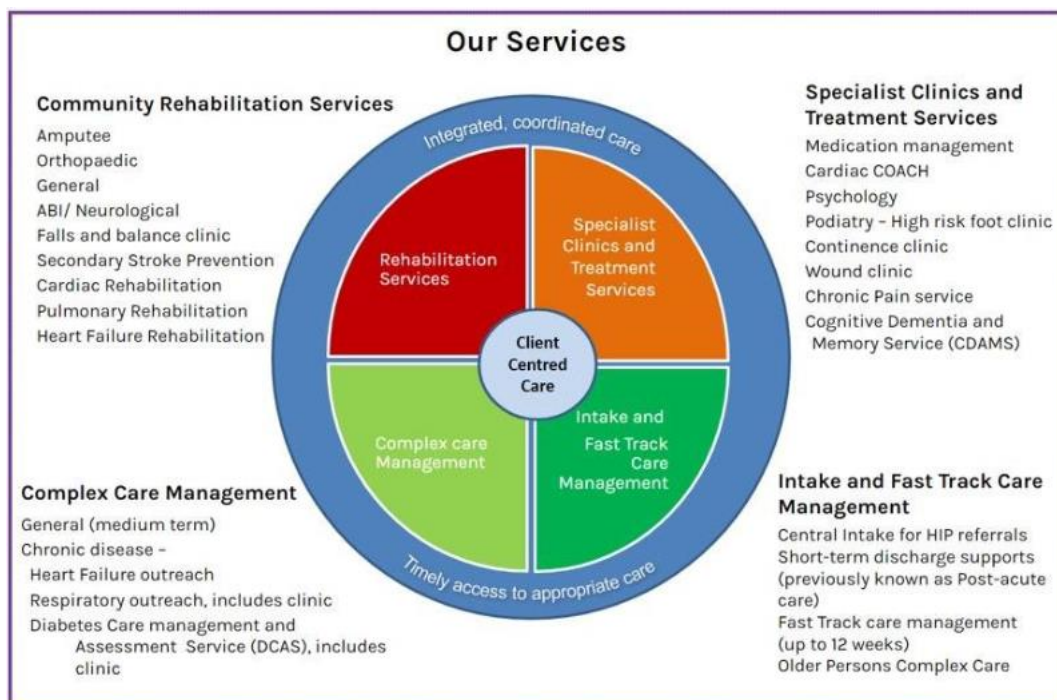 Our Services
Community Rehabilitation Services
Amputee
Orthopaedic
General
ABI/ Neurological
Falls and balance clinic
Secondary Stroke Prevention
Cardiac Rehabilitation
Pulmonary Rehabilitation
Heart Failure Rehabilitation
Specialist Clinics and
Treatment Services
Medication management
Cardiac COACH
Psychology
Podiatry – High risk foot clinic
Continence clinic
Wound clinic
Chronic Pain service
Cognitive Dementia and
Memory Service (CDAMS)
Integrated, coordinated care
Rehabilitation
Services
Specialist
Clinics and
Treatment
Services
Client
Centred
Care
Complex care
Management
Intake and
Fast Track
Care
Management
Timely access to appropriate care
Complex Care Management
General (medium term)
Chronic disease –
Heart Failure outreach
Respiratory outreach, includes clinic
Diabetes Care management and
Assessment Service (DCAS), includes
clinic
Intake and Fast Track Care
Management
Central Intake for HIP referrals
Short-term discharge supports
(previously known as Post-acute
care)
Fast Track care management
(up to 12 weeks)
Older Persons Complex Care